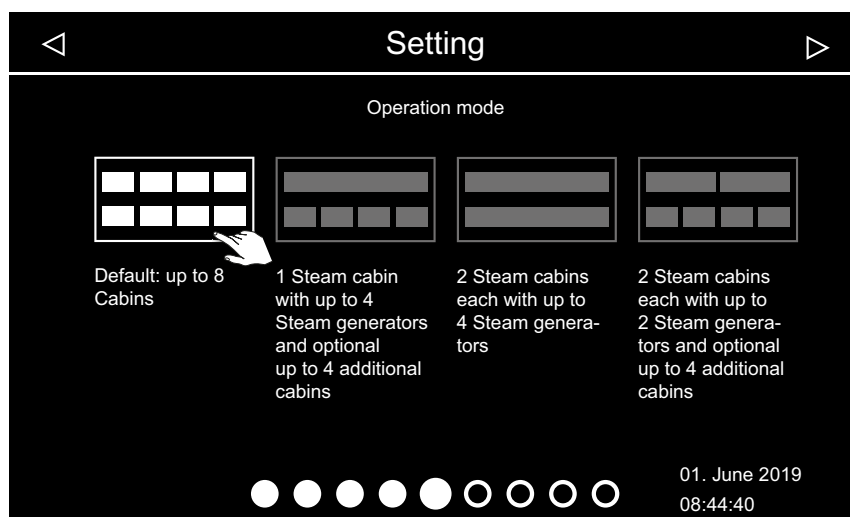 Setting
Operation mode
Default: up to 8
Cabins
1 Steam cabin
with up to 4
Steam generators
and optional
up to 4 additional
cabins
2 Steam cabins
each with up to
4 Steam genera-
tors
2 Steam cabins
each with up to
2 Steam genera-
tors and optional
up to 4 additional
cabins
01. June 2019
08:44:40